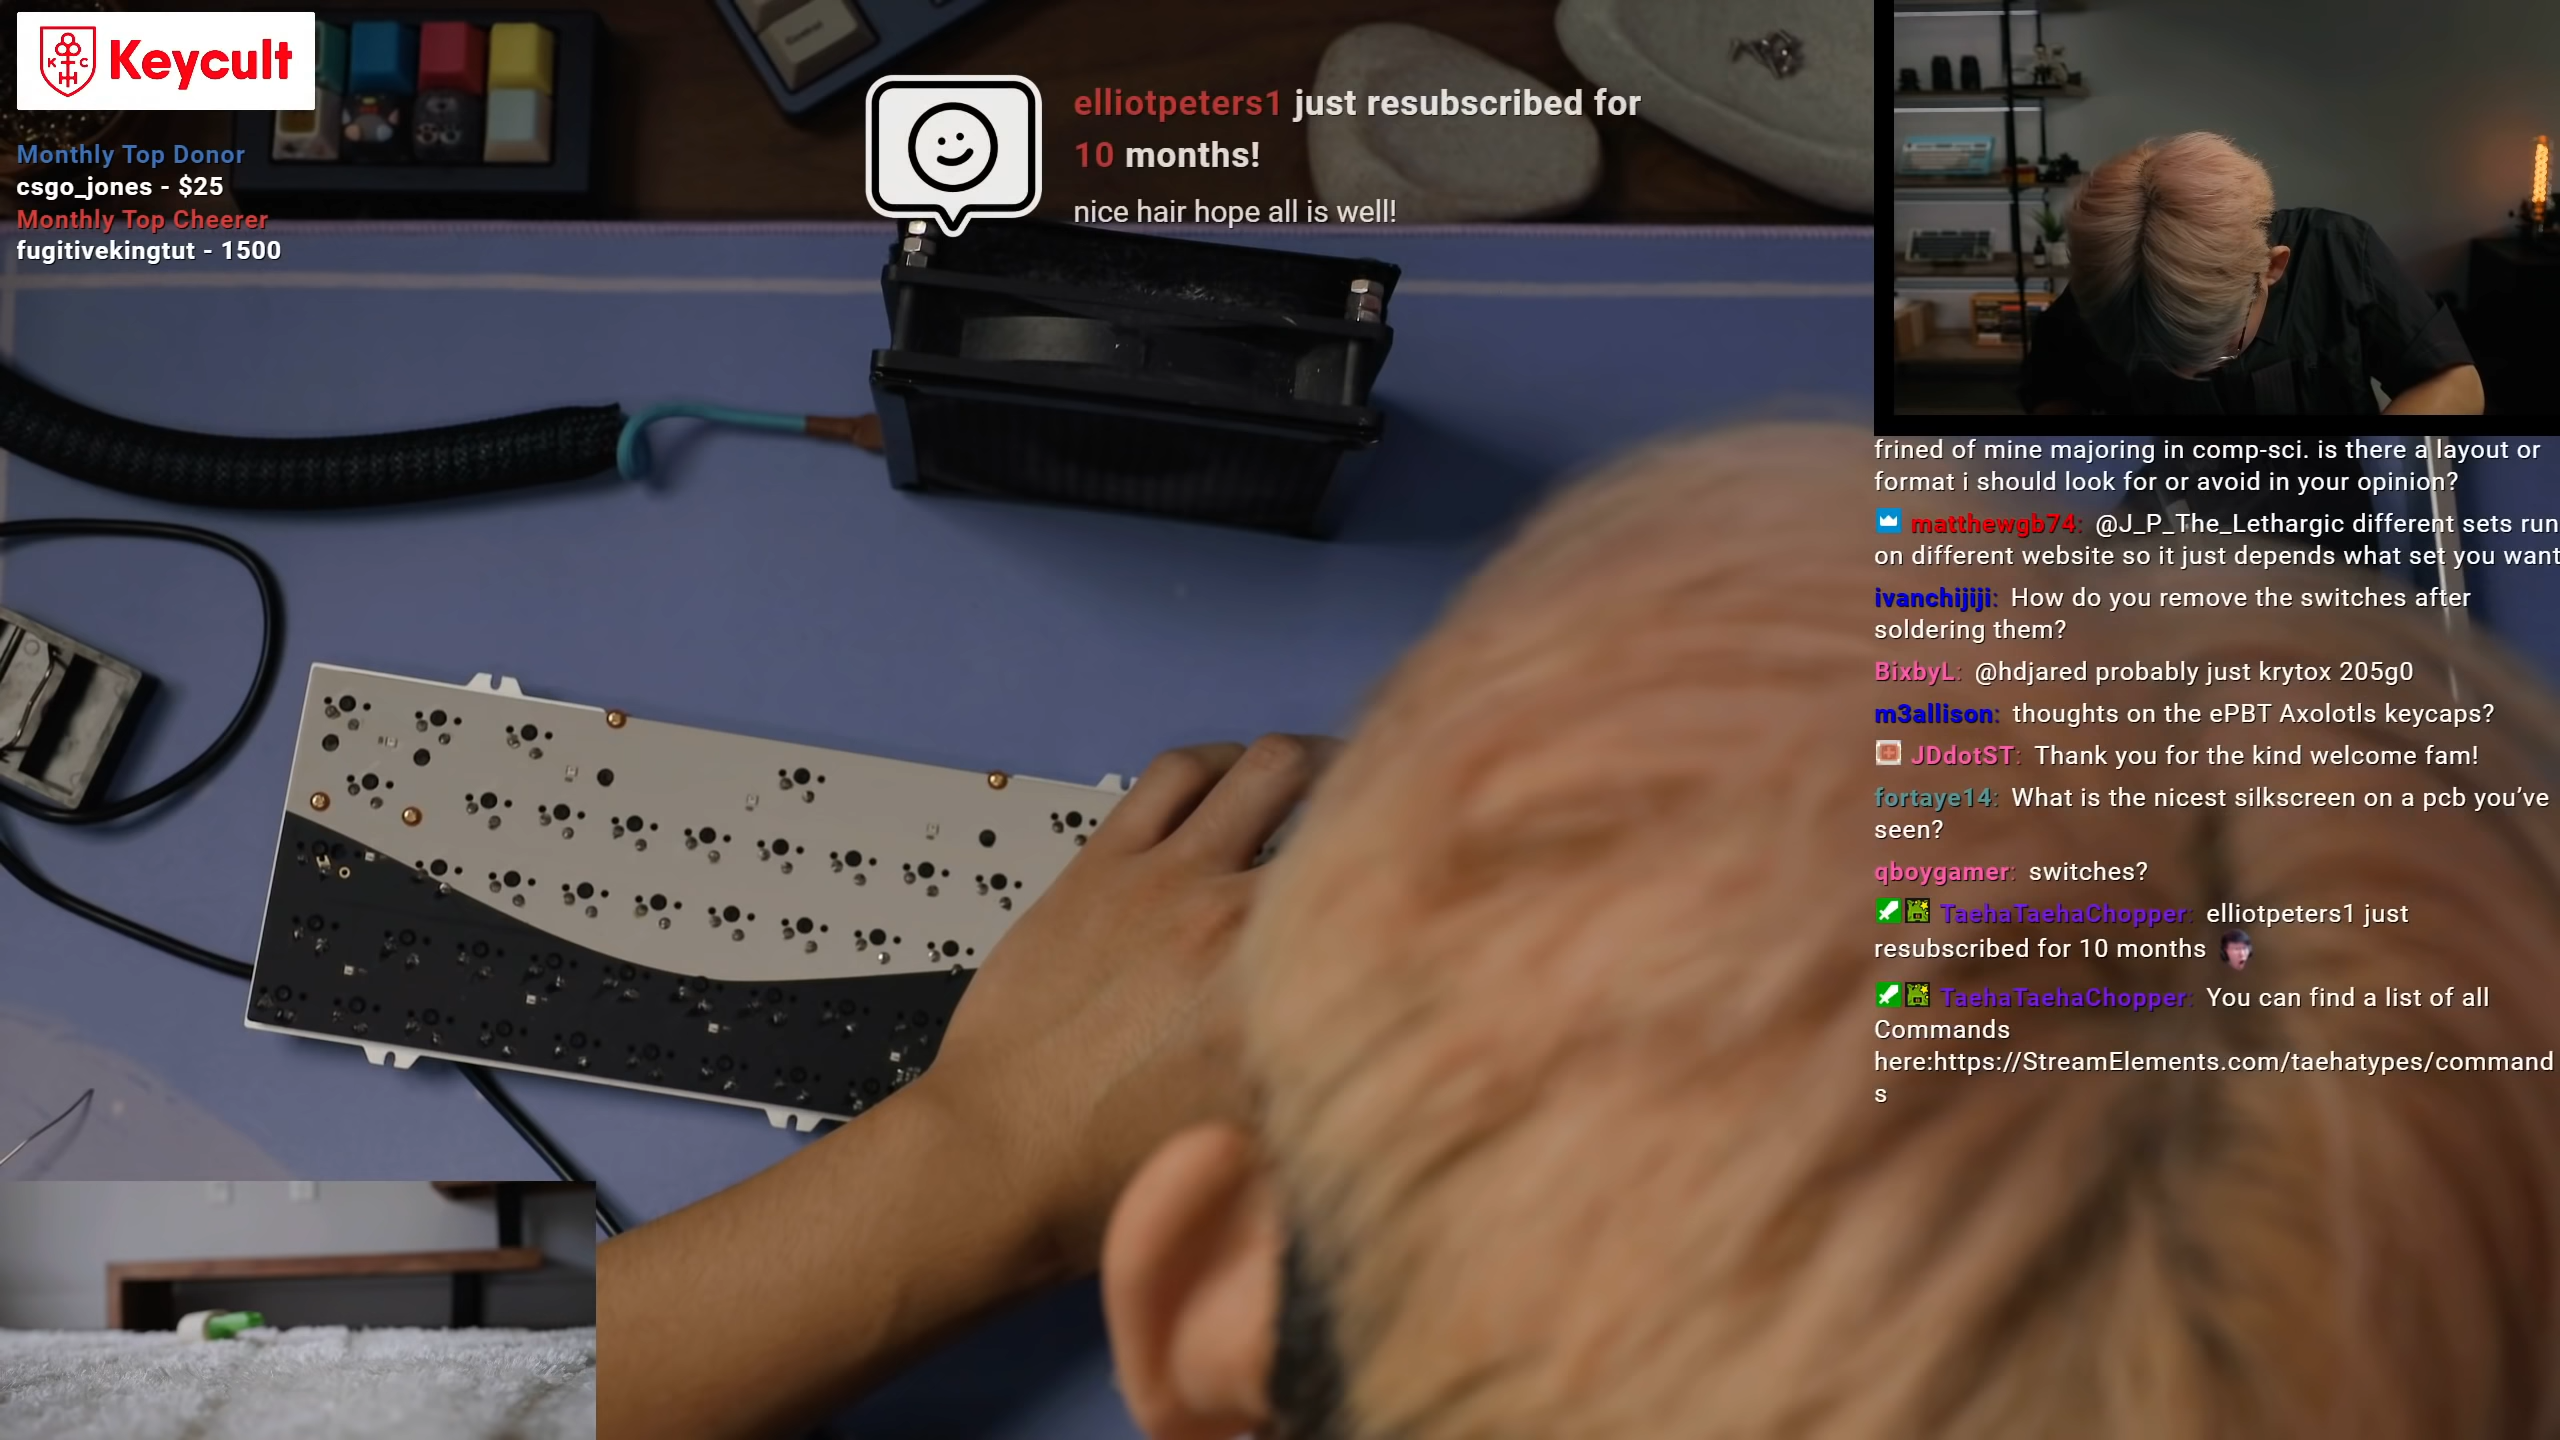 Keycult
K C
Monthly Top Donor
csgo_jones - $25
Monthly Top Cheerer
fugitivekingtut - 1500
elliotpeters1 just resubscribed for
10 months!
nice hair hope all is well!
frined of mine majoring in comp-sci. is there a layout or
format i should look for or avoid in your opinion?
matthewgb74: @J_P_The_Lethargic different sets run
on different website so it just depends what set you want
ivanchijiji: How do you remove the switches after
soldering them?
BixbyL: @hdjared probably just krytox 205g0
m3allison: thoughts on the ePBT Axolotls keycaps?
JDdotST: Thank you for the kind welcome fam!
fortaye14: What is the nicest silkscreen on a pcb you’ve
seen?
qboygamer: switches?
TaehaTaehaChopper: elliotpeters1 just
resubscribed for 10 months
TaehaTaehaChopper: You can find a list of all
Commands
here:https://StreamElements.com/taehatypes/command
s